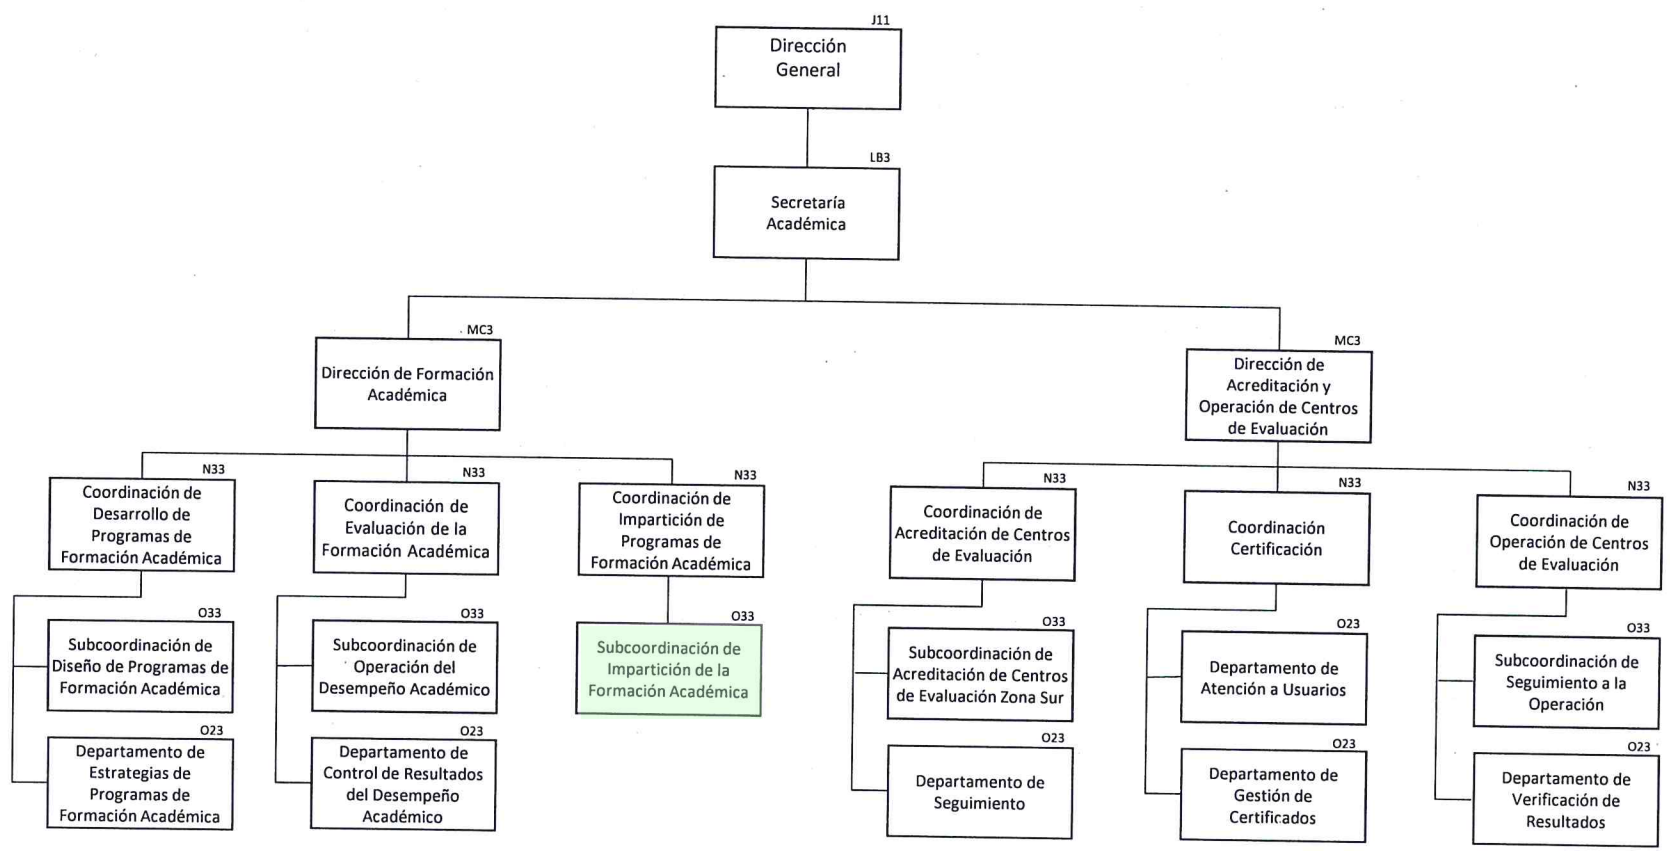 J11
Dirección
General
LB3
Secretaría
Académica
MC3
Dirección de Formación
Académica
MC3
Dirección de
Acreditación y
Operación de Centros
de Evaluación
N33
Coordinación de
Desarrollo de
Programas de
Formación Académica
N33
Coordinación de
Evaluación de la
Formación Académica
N33
Coordinación de
Impartición de
Programas de
Formación Académica
N33
Coordinación de
Acreditación de Centros
de Evaluación
N33
Coordinación
Certificación
N33
Coordinación de
Operación de Centros
de Evaluación
O33
Subcoordinación de
Diseño de Programas de
Formación Académica
O33
Subcoordinación de
Operación del
Desempeño Académico
O33
Subcoordinación de
Impartición de la
Formación Académica
O33
Subcoordinación de
Acreditación de Centros
de Evaluación Zona Sur
O23
Departamento de
Atención a Usuarios
O33
Subcoordinación de
Seguimiento a la
Operación
O23
Departamento de
Estrategias de
Programas de
Formación Académica
O23
Departamento de
Control de Resultados
del Desempeño
Académico
O23
Departamento de
Seguimiento
O23
Departamento de
Gestión de
Certificados
O23
Departamento de
Verificación de
Resultados